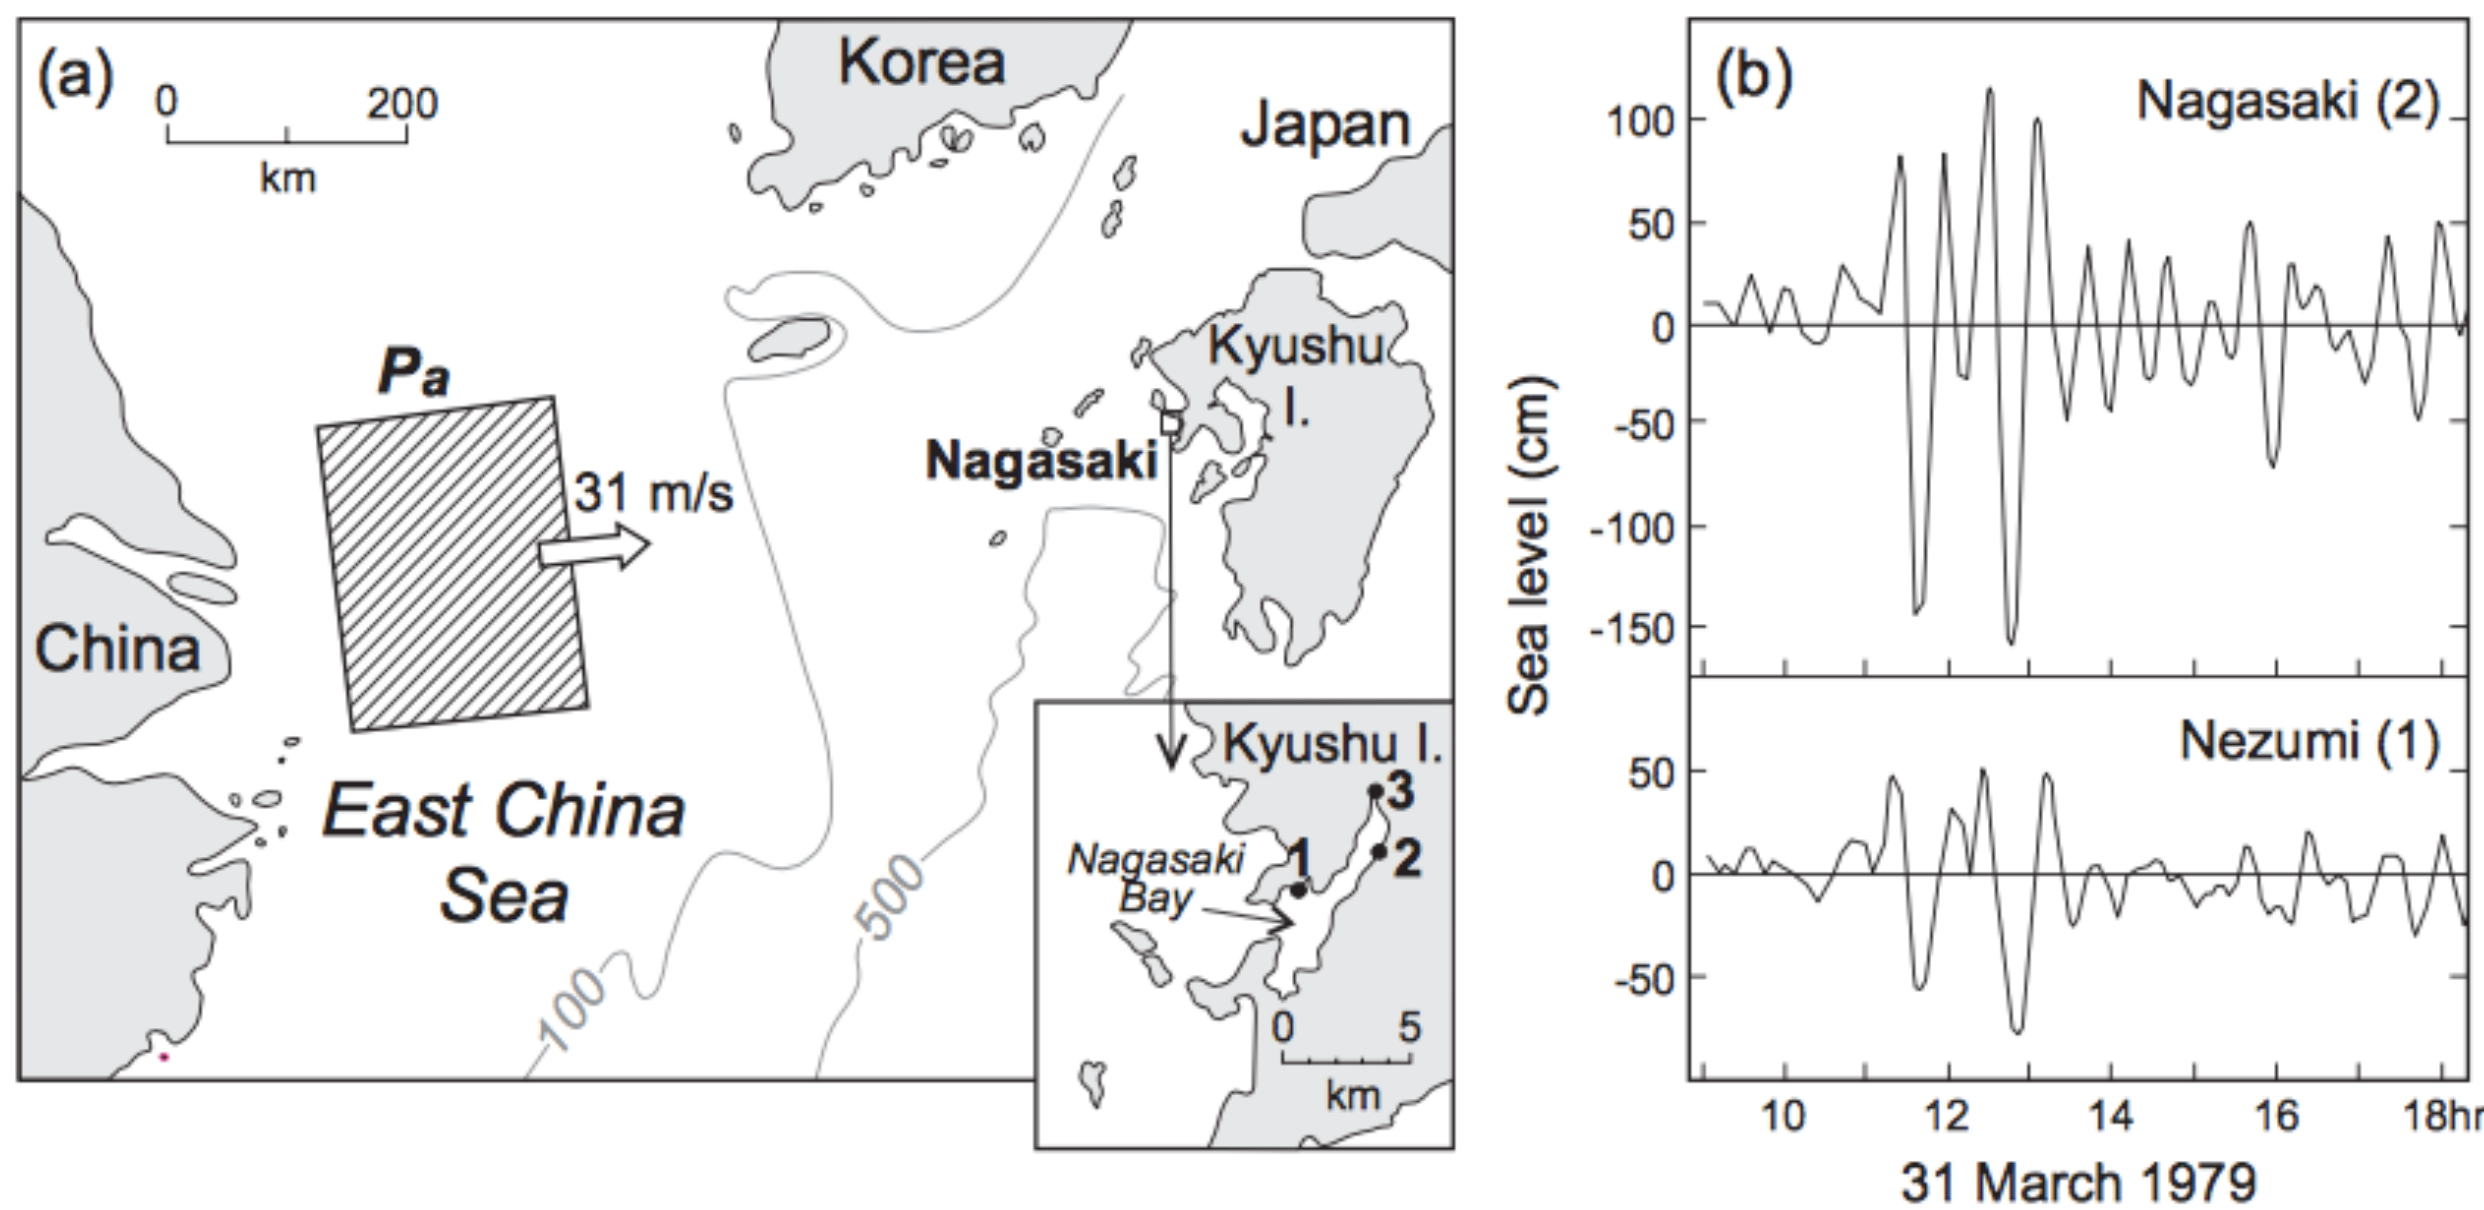 (a)
0 200
km
Korea
Japan
Pa
31 m/s
Kyushu
I.
Nagasaki
China
East China
Sea
100
500
Kyushu I.
3
1
2
Nagasaki
Bay
0 5
km
(b)
Nagasaki (2)
Sea level (cm)
100
50
0
-50
-100
-150
Nezumi (1)
50
0
-50
10 12 14 16 18hr
31 March 1979